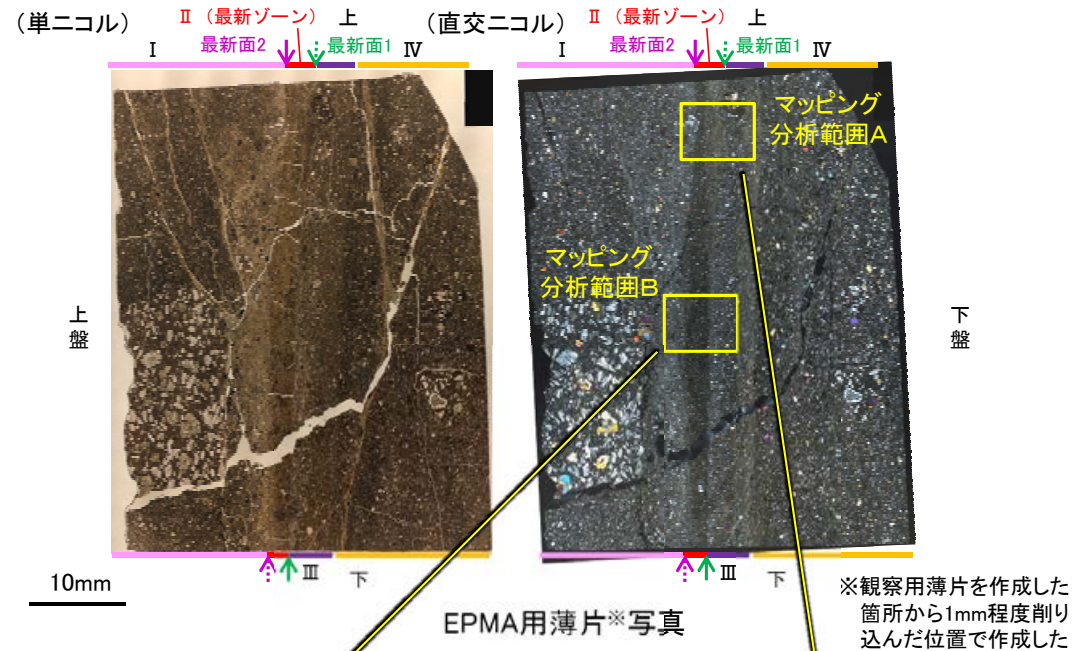 (単ニコル)
Ⅱ(最新ゾーン) 上
Ⅰ 最新面2 最新面1 Ⅳ
(直交ニコル)
Ⅱ(最新ゾーン) 上
Ⅰ 最新面2 最新面1 Ⅳ
マッピング
分析範囲A
マッピング
分析範囲B
上
盤
下
盤
Ⅲ 下
Ⅲ 下
10mm
EPMA用薄片※写真
※観察用薄片を作成した
箇所から1mm程度削り
込んだ位置で作成した